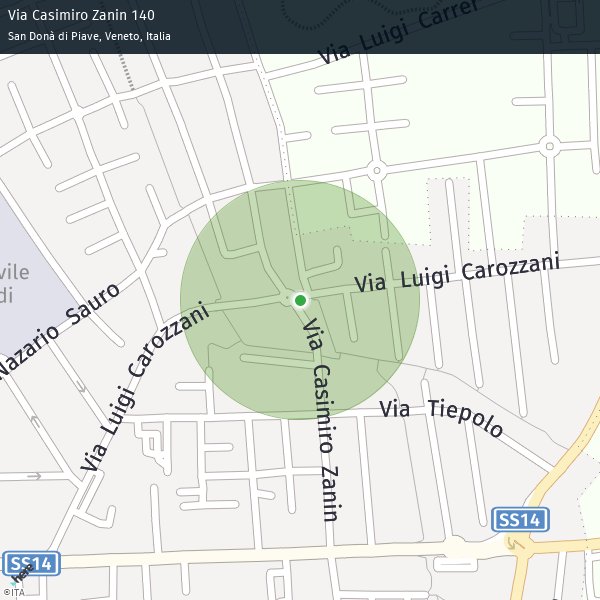 Via Casimiro Zanin 140
San Donà di Piave, Veneto, Italia
Via Luigi Carrer
Via Luigi Carozzani
vile
di
Nazario Sauro
Via Luigi Carozzani
Via Casimiro Zanin
Via Tiepolo
SS14
SS14
here
©ITA